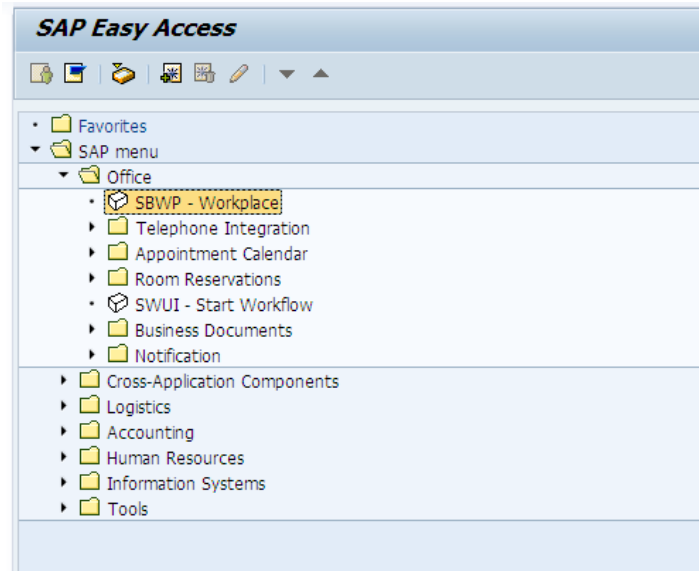 SAP Easy Access
Favorites
SAP menu
Office
SBWP - Workplace
Telephone Integration
Appointment Calendar
Room Reservations
SWUI - Start Workflow
Business Documents
Notification
Cross-Application Components
Logistics
Accounting
Human Resources
Information Systems
Tools